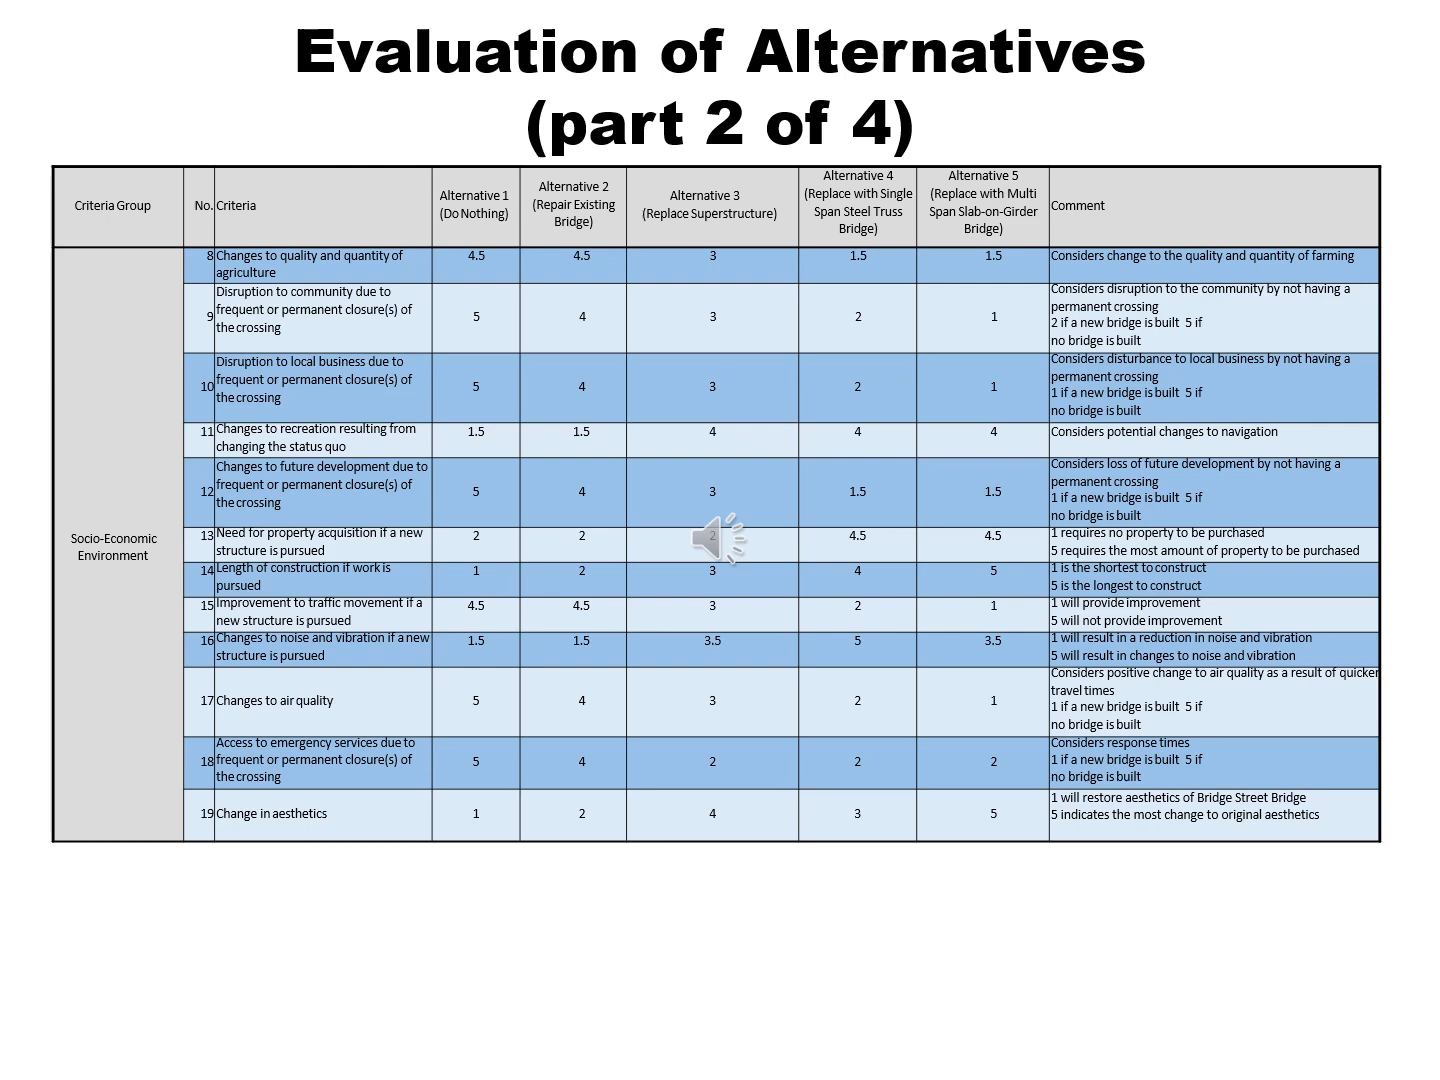 Evaluation of Alternatives
(part 2 of 4)
Criteria Group
No.
Criteria
Alternative 1
(Do Nothing)
Alternative 2
(Repair Existing
Bridge)
Alternative 3
(Replace Superstructure)
Alternative 4
(Replace with Single
Span Steel Truss
Bridge)
Alternative 5
(Replace with Multi
Span Slab-on-Girder
Bridge)
Comment
Socio-Economic
Environment
8 Changes to quality and quantity of 4.5 4.5 3 1.5 1.5 Considers change to the quality and quantity of farming
agriculture
Disruption to community due to
frequent or permanent closure(s) of
the crossing
9 5 4 3 2 1
Considers disruption to the community by not having a
permanent crossing
2 if a new bridge is built 5 if
no bridge is built
Disruption to local business due to
frequent or permanent closure(s) of
the crossing
10 5 4 3 2 1
Considers disturbance to local business by not having a
permanent crossing
1 if a new bridge is built 5 if
no bridge is built
11 Changes to recreation resulting from 1.5 1.5 4 4 4 Considers potential changes to navigation
changing the status quo
Changes to future development due to
frequent or permanent closure(s) of
the crossing
12 5 4 3 1.5 1.5
Considers loss of future development by not having a
permanent crossing
1 if a new bridge is built 5 if
no bridge is built
13 Need for property acquisition if a new 2 2 2 4.5 4.5 1 requires no property to be purchased
structure is pursued 5 requires the most amount of property to be purchased
14 Length of construction if work is 1 2 3 4 5 1 is the shortest to construct
pursued 5 is the longest to construct
15 Improvement to traffic movement if a 4.5 4.5 3 2 1 1 will provide improvement
new structure is pursued 5 will not provide improvement
16 Changes to noise and vibration if a new 1.5 1.5 3.5 5 3.5 1 will result in a reduction in noise and vibration
structure is pursued 5 will result in changes to noise and vibration
17 Changes to air quality 5 4 3 2 1
Considers positive change to air quality as a result of quicker
travel times
1 if a new bridge is built 5 if
no bridge is built
Access to emergency services due to
frequent or permanent closure(s) of
the crossing
18 5 4 2 2 2
Considers response times
1 if a new bridge is built 5 if
no bridge is built
19 Change in aesthetics 1 2 4 3 5
1 will restore aesthetics of Bridge Street Bridge
5 indicates the most change to original aesthetics